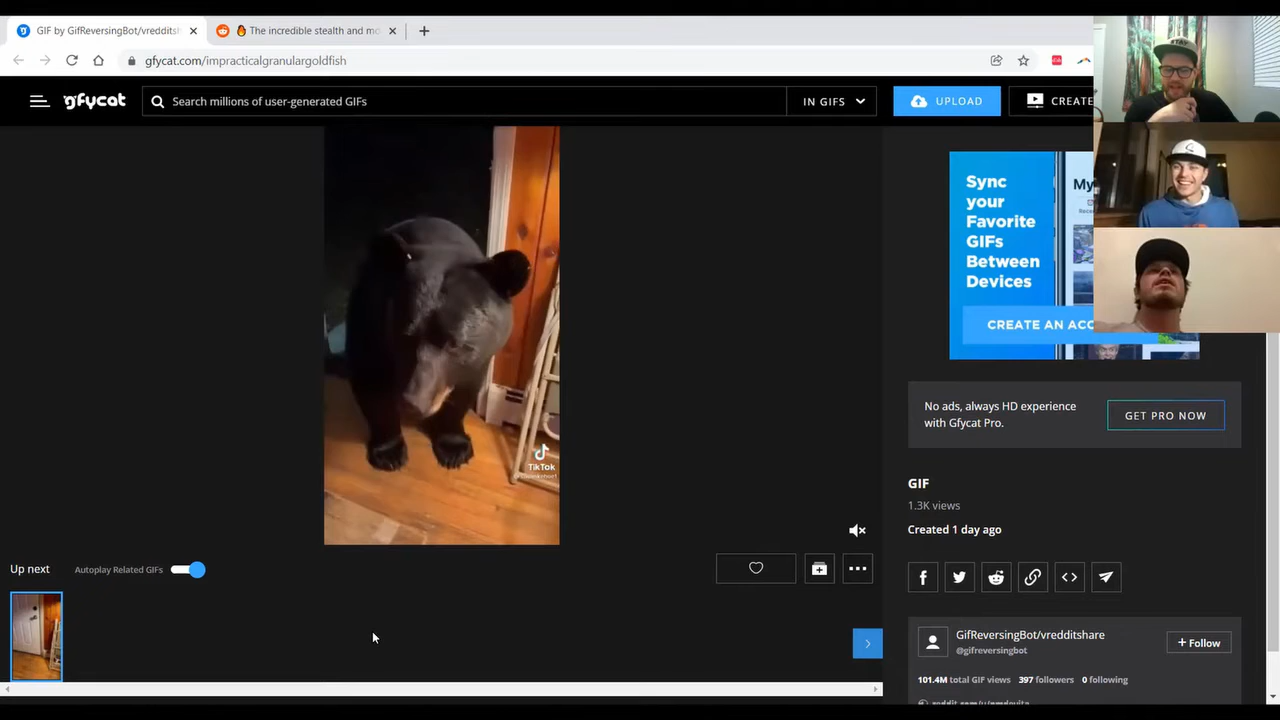 GIF by GifReversingBot/vredditsh
The incredible stealth and mo
gfycat.com/impracticalgranulargoldfish
gfycat
Search millions of user-generated GIFs
IN GIFS
UPLOAD
CREATE
Sync
your
Favorite
GIFs
Between
Devices
My
CREATE AN ACC
TikTok
No ads, always HD experience
with Gfycat Pro.
GET PRO NOW
GIF
1.3K views
Created 1 day ago
Up next
Autoplay Related GIFs
GifReversingBot/vredditshare
@gifreversingbot
+ Follow
101.4M total GIF views 397 followers 0 following